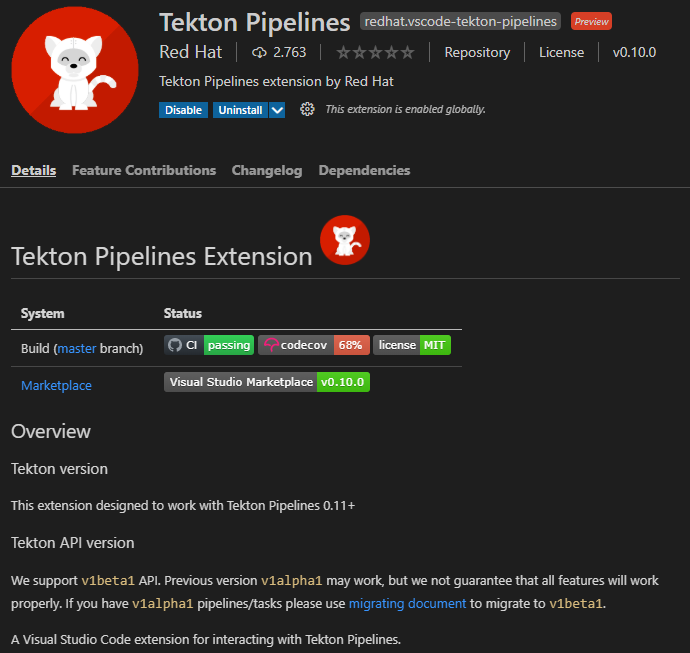 Tekton Pipelines redhat.vscode-tekton-pipelines Preview
Red Hat 2.763 Repository License v0.10.0
Tekton Pipelines extension by Red Hat
Disable Uninstall This extension is enabled globally.
Details Feature Contributions Changelog Dependencies
Tekton Pipelines Extension
System Status
Build (master branch) CI passing codecov 68% license MIT
Marketplace Visual Studio Marketplace v0.10.0
Overview
Tekton version
This extension designed to work with Tekton Pipelines 0.11+
Tekton API version
We support v1beta1 API. Previous version v1alpha1 may work, but we not guarantee that all features will work
properly. If you have v1alpha1 pipelines/tasks please use migrating document to migrate to v1beta1.
A Visual Studio Code extension for interacting with Tekton Pipelines.